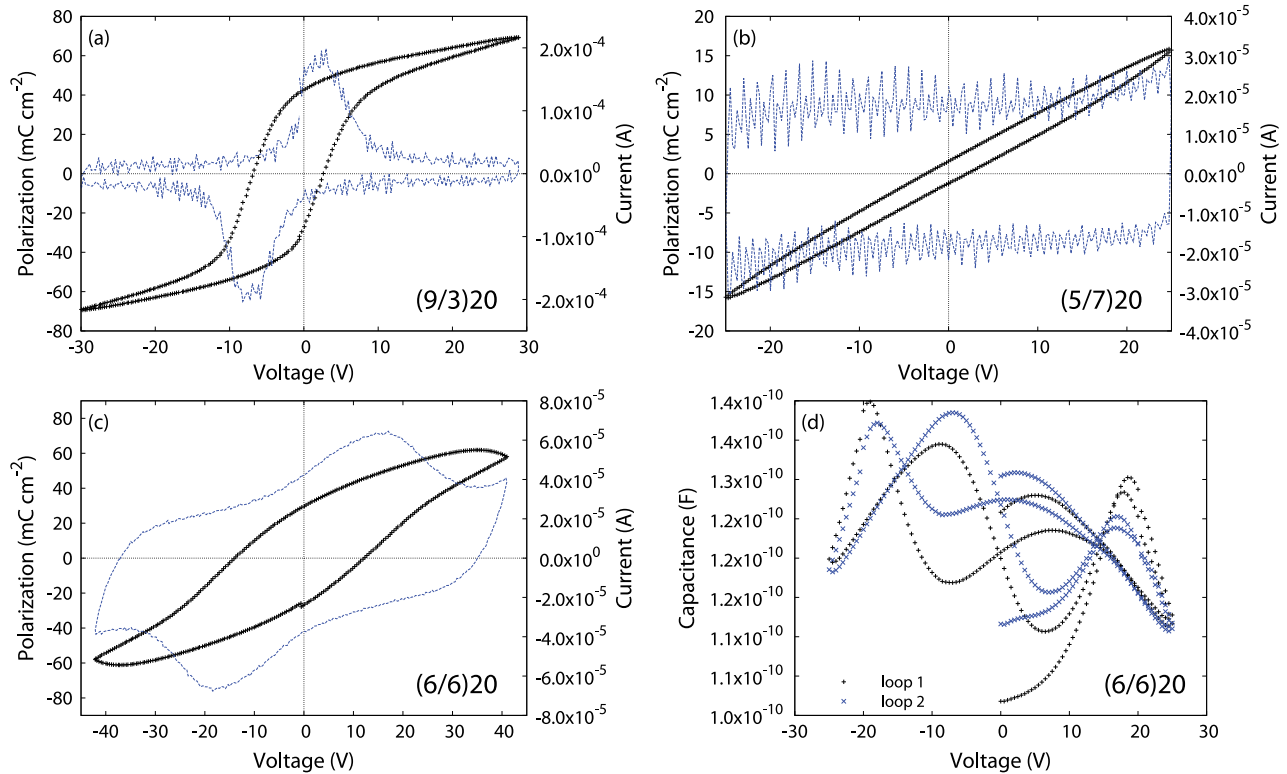 (a)
Polarization (mC cm-2)
80
60
40
20
0
-20
-40
-60
-80
-30
-20
-10
0
10
20
30
Voltage (V)
2.0x10-4
1.0x10-4
0.0x100
-1.0x10-4
-2.0x10-4
Current (A)
(9/3)20
(b)
Polarization (mC cm-2)
20
15
10
5
0
-5
-10
-15
20
-20
-10
0
10
20
Voltage (V)
4.0x10-5
3.0x10-5
2.0x10-5
1.0x10-5
0.0x100
-1.0x10-5
-2.0x10-5
-3.0x10-5
-4.0x10-5
Current (A)
(5/7)20
(c)
Polarization (mC cm-2)
80
60
40
20
0
-20
-40
-60
-80
-40
-30
-20
-10
0
10
20
30
40
Voltage (V)
8.0x10-5
6.0x10-5
4.0x10-5
2.0x10-5
0.0x100
-2.0x10-5
-4.0x10-5
-6.0x10-5
-8.0x10-5
Current (A)
(6/6)20
(d)
Capacitance (F)
1.4x10-10
1.4x10-10
1.2x10-10
1.2x10-10
1.2x10-10
1.1x10-10
1.1x10-10
1.0x10-10
-30
-20
-10
0
10
20
30
Voltage (V)
loop 1
loop 2
(6/6)20